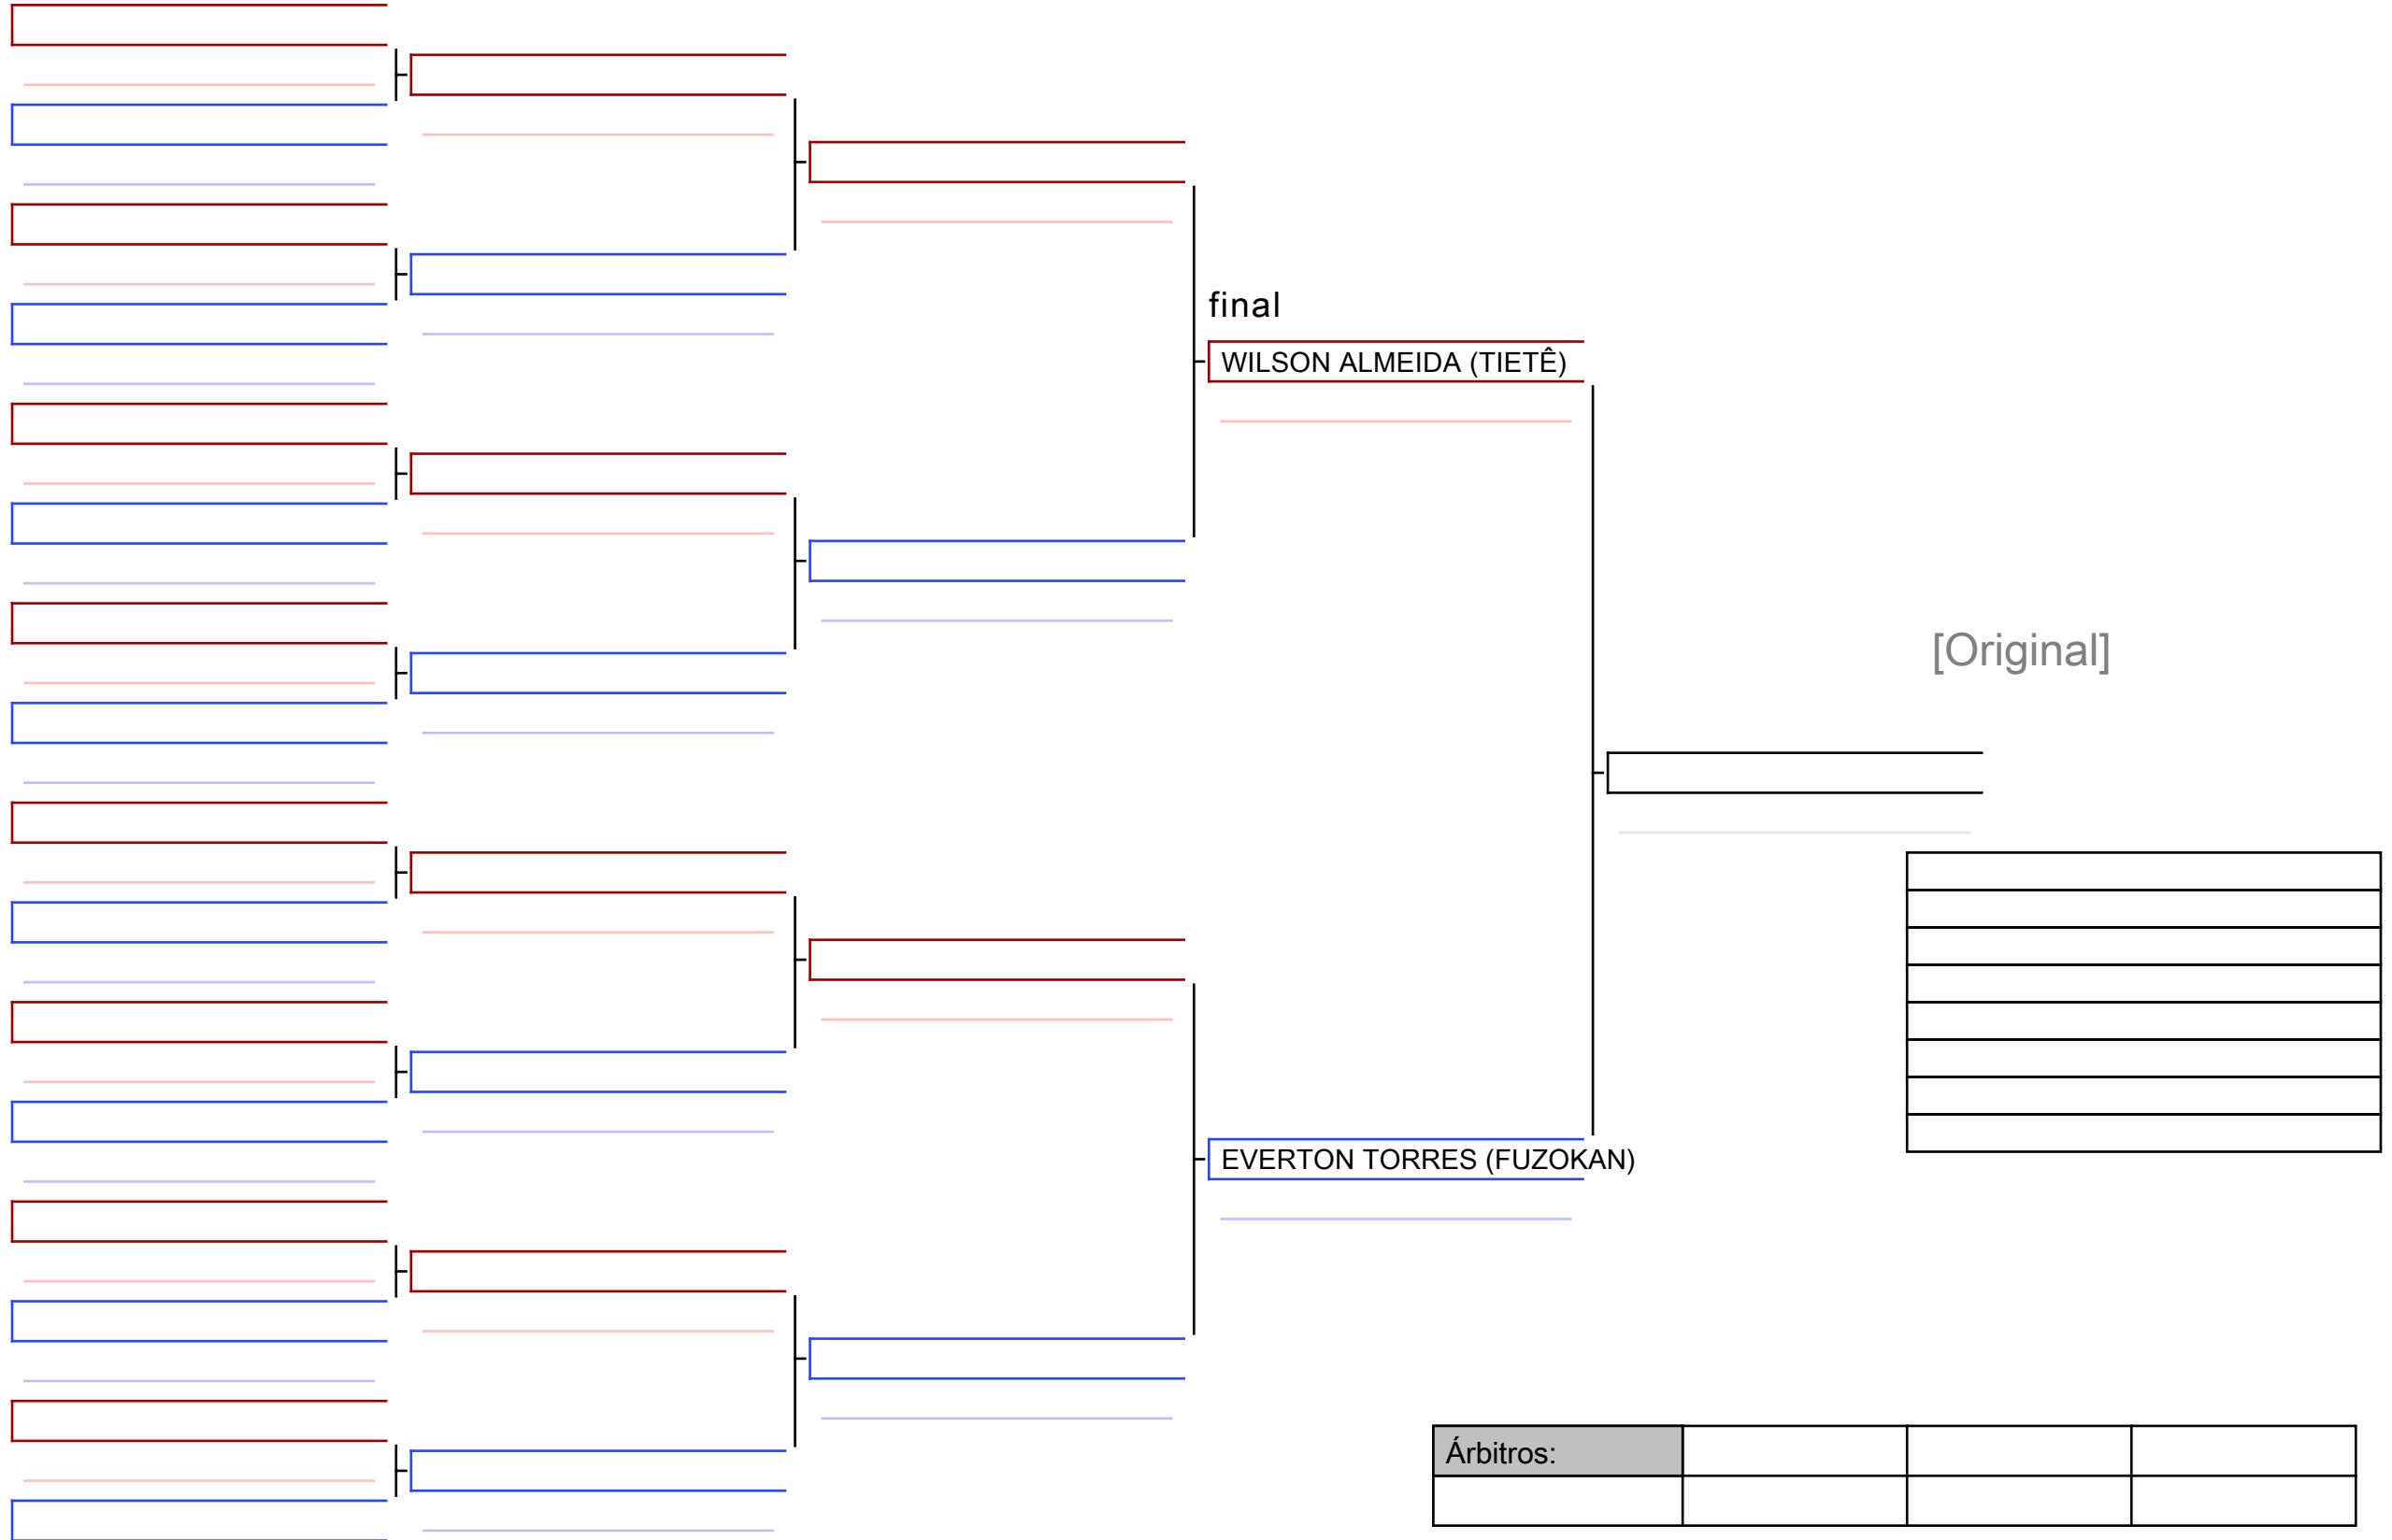 final
WILSON ALMEIDA (TIETÊ)
[Original]
EVERTON TORRES (FUZOKAN)
Árbitros: